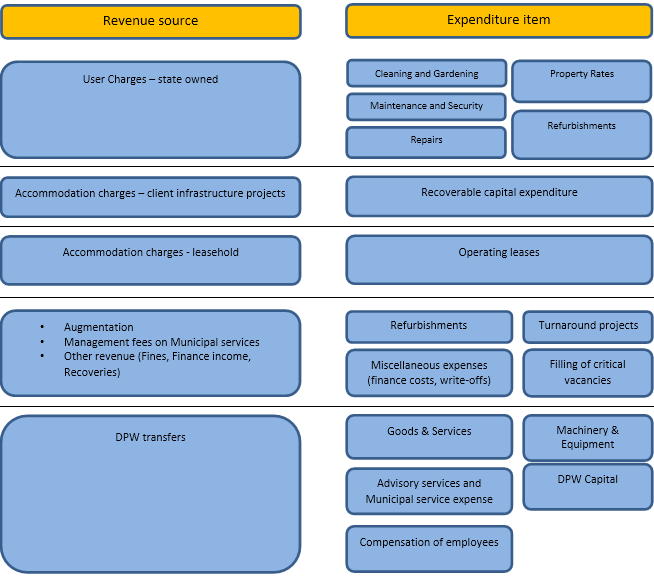 Revenue source
Expenditure item
User Charges – state owned
Cleaning and Gardening
Property Rates
Maintenance and Security
Refurbishments
Repairs
Accommodation charges – client infrastructure projects
Recoverable capital expenditure
Accommodation charges - leasehold
Operating leases
• Augmentation
• Management fees on Municipal services
• Other revenue (Fines, Finance income,
Recoveries)
Refurbishments
Turnaround projects
Miscellaneous expenses
(finance costs, write-offs)
Filling of critical
vacancies
DPW transfers
Goods & Services
Machinery &
Equipment
Advisory services and
Municipal service expense
DPW Capital
Compensation of employees